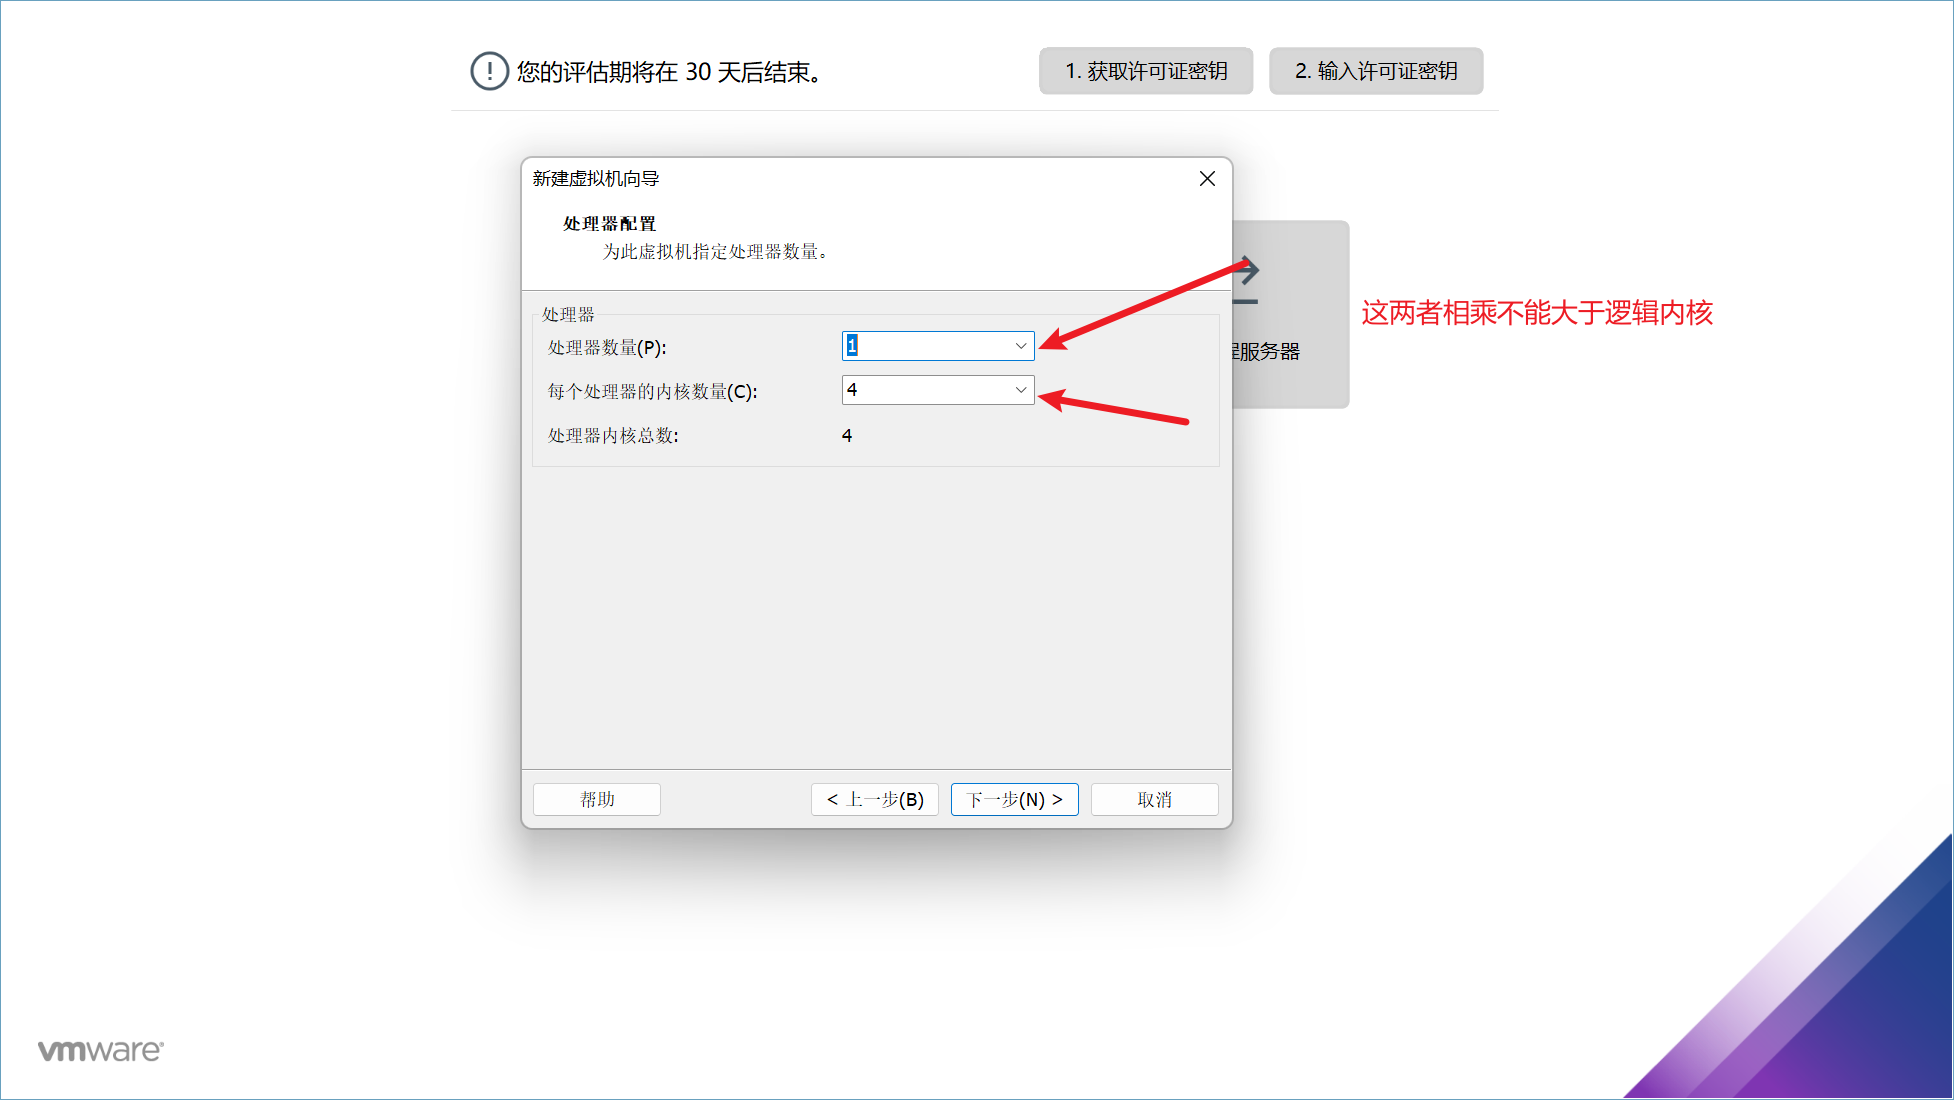 您的评估期将在 30 天后结束。
1. 获取许可证密钥
2. 输入许可证密钥
新建虚拟机向导
处理器配置
为此虚拟机指定处理器数量。
处理器
处理器数量(P):
1
每个处理器的内核数量(C):
4
处理器内核总数:
4
这两者相乘不能大于逻辑内核
程服务器
帮助
< 上一步(B)
下一步(N) >
取消
vmware